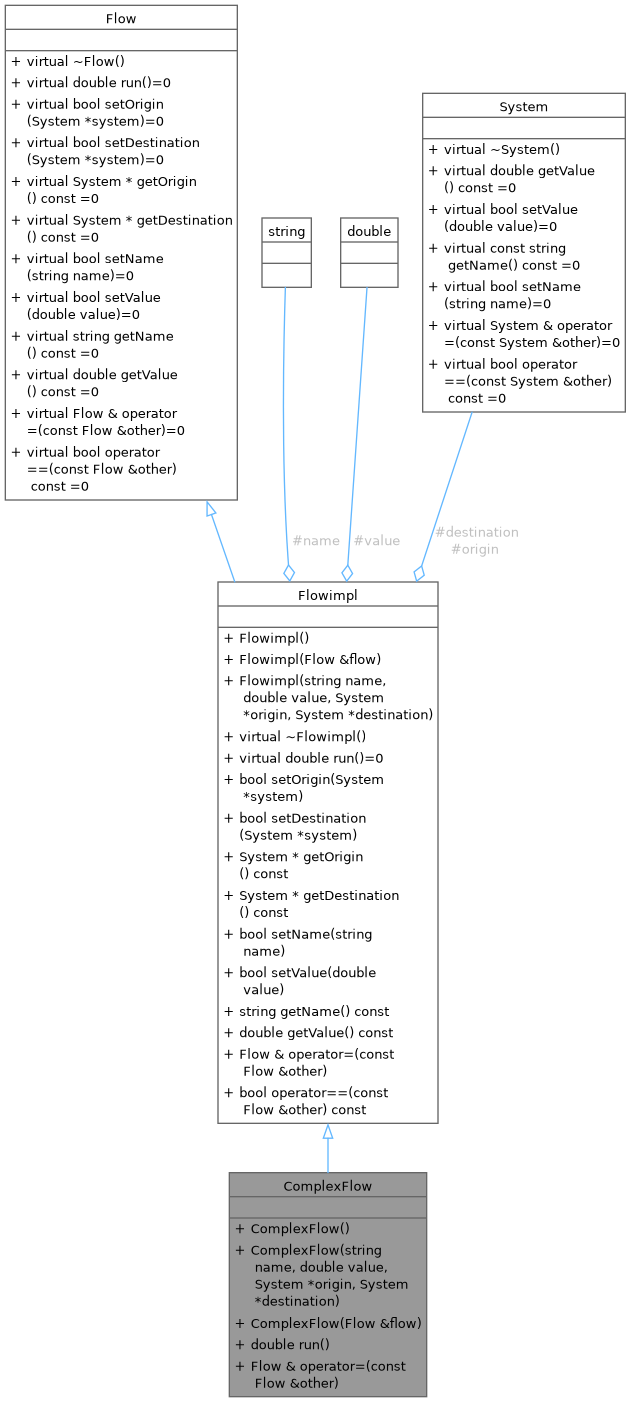 Flow
+ virtual ~Flow()
+ virtual double run()=0
+ virtual bool setOrigin
(System *system)=0
+ virtual bool setDestination
(System *system)=0
+ virtual System * getOrigin
() const =0
+ virtual System * getDestination
() const =0
+ virtual bool setName
(string name)=0
+ virtual bool setValue
(double value)=0
+ virtual string getName
() const =0
+ virtual double getValue
() const =0
+ virtual Flow & operator
=(const Flow &other)=0
+ virtual bool operator
==(const Flow &other)
const =0
string
double
System
+ virtual ~System()
+ virtual double getValue
() const =0
+ virtual bool setValue
(double value)=0
+ virtual const string
getName() const =0
+ virtual bool setName
(string name)=0
+ virtual System & operator
=(const System &other)=0
+ virtual bool operator
==(const System &other)
const =0
#name
#value
#destination
#origin
Flowimpl
+ Flowimpl()
+ Flowimpl(Flow &flow)
+ Flowimpl(string name,
double value, System
*origin, System *destination)
+ virtual ~Flowimpl()
+ virtual double run()=0
+ bool setOrigin(System
*system)
+ bool setDestination
(System *system)
+ System * getOrigin
() const
+ System * getDestination
() const
+ bool setName(string
name)
+ bool setValue(double
value)
+ string getName() const
+ double getValue() const
+ Flow & operator=(const
Flow &other)
+ bool operator==(const
Flow &other) const
ComplexFlow
+ ComplexFlow()
+ ComplexFlow(string
name, double value,
System *origin, System
*destination)
+ ComplexFlow(Flow &flow)
+ double run()
+ Flow & operator=(const
Flow &other)